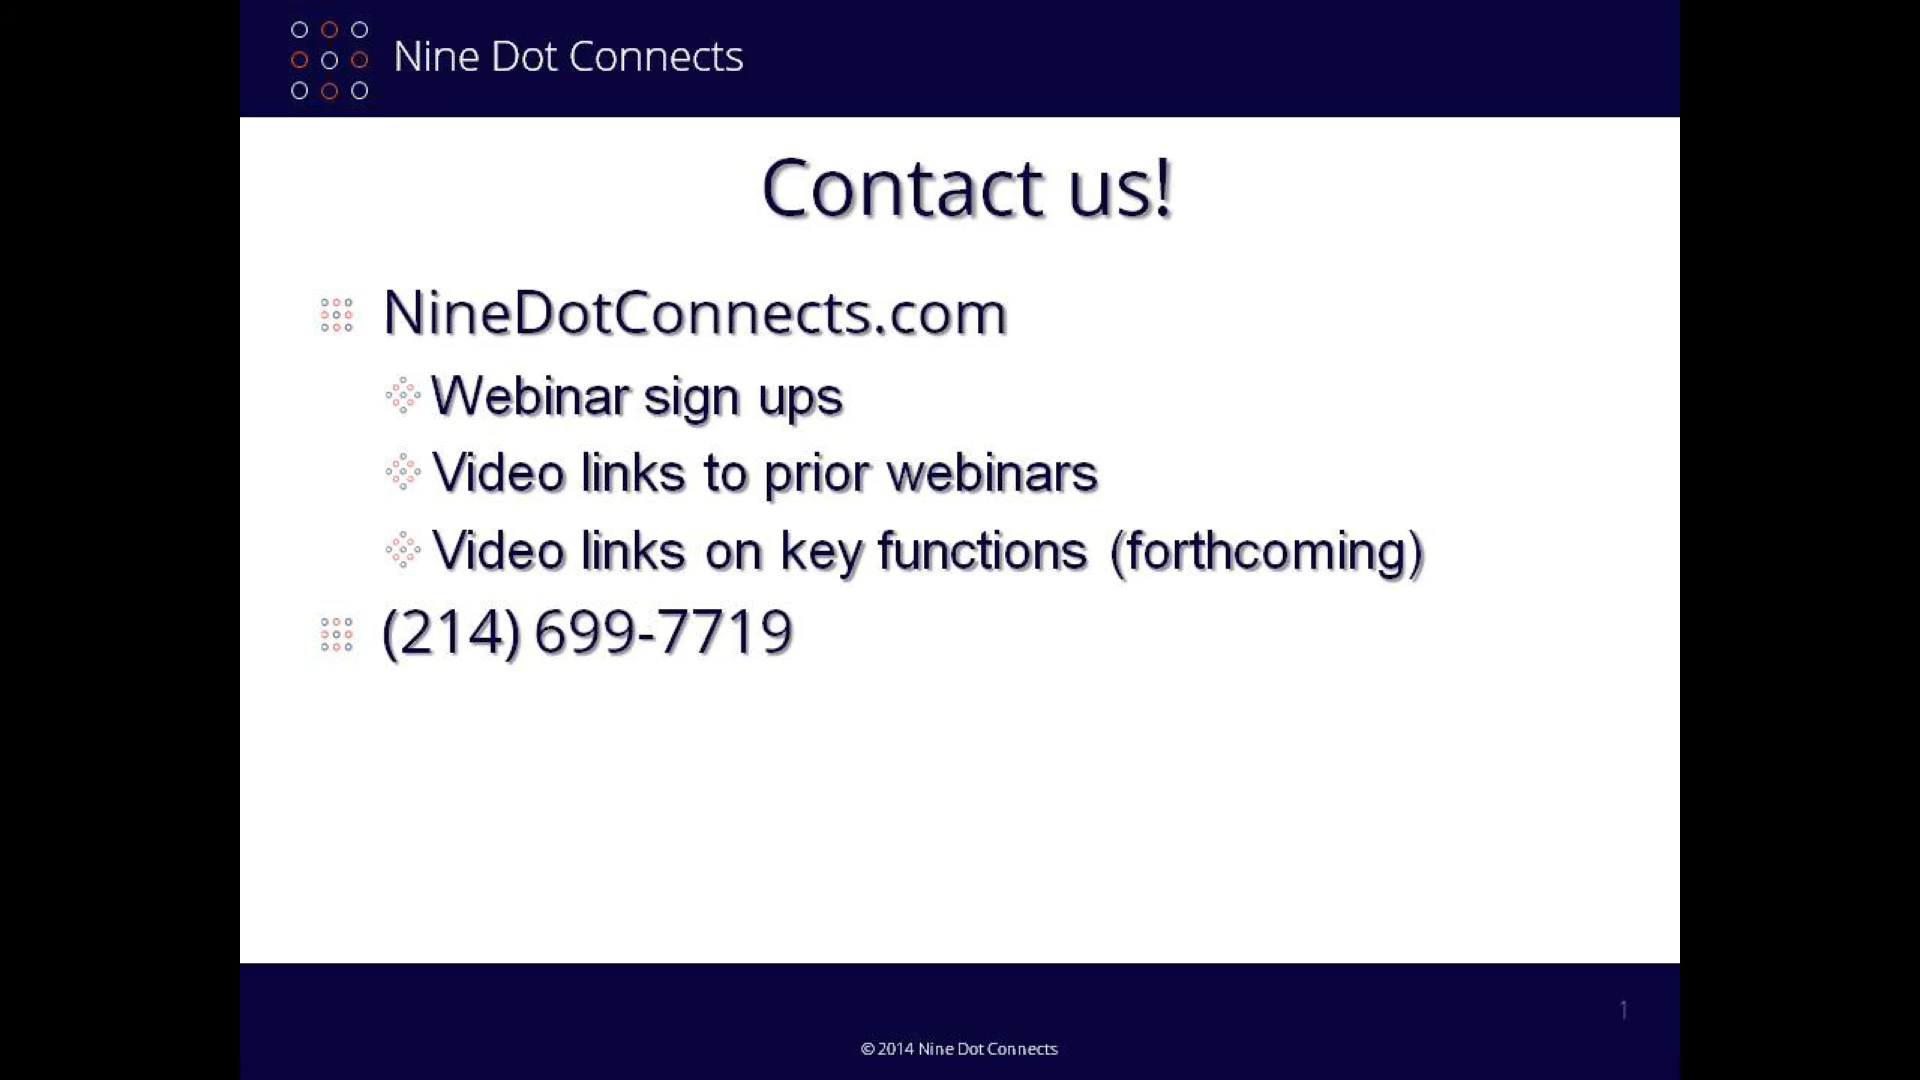 Nine Dot Connects
Contact us!
NineDotConnects.com
Webinar sign ups
Video links to prior webinars
Video links on key functions (forthcoming)
(214) 699-7719
1
© 2014 Nine Dot Connects